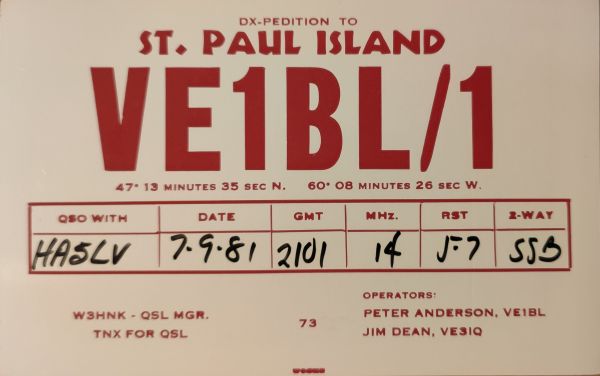 DX-PEDITION TO
ST. PAUL ISLAND
VE1BL/1
47° 13 MINUTES 35 SEC N. 60° 08 MINUTES 26 SEC W.
QSO WITH DATE GMT MHz. RST 2-WAY
HA5LV 7-9-81 2101 14 5-7 SSB
OPERATORS:
W3HNK - QSL MGR. PETER ANDERSON, VE1BL
TNX FOR QSL 73 JIM DEAN, VE3IQ